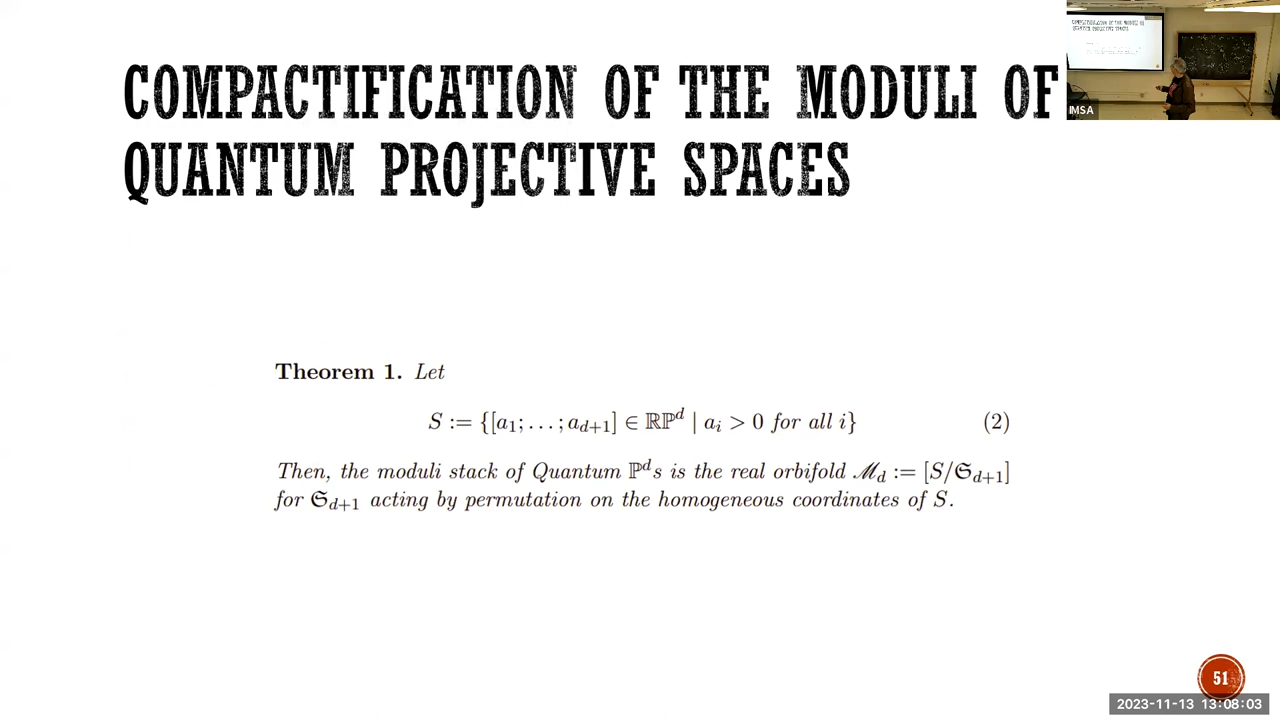 COMPACTIFICATION OF THE MODULI OF
QUANTUM PROJECTIVE SPACES
IMSA
Theorem 1. Let
S := {[a₁; . . . ; a_{d+1}] ∈ ℝℙ^d | a_i > 0 for all i} (2)
Then, the moduli stack of Quantum ℙ^d s is the real orbifold ℳ_d := [S/𝔖_{d+1}]
for 𝔖_{d+1} acting by permutation on the homogeneous coordinates of S.
51
2023-11-13 13:08:03